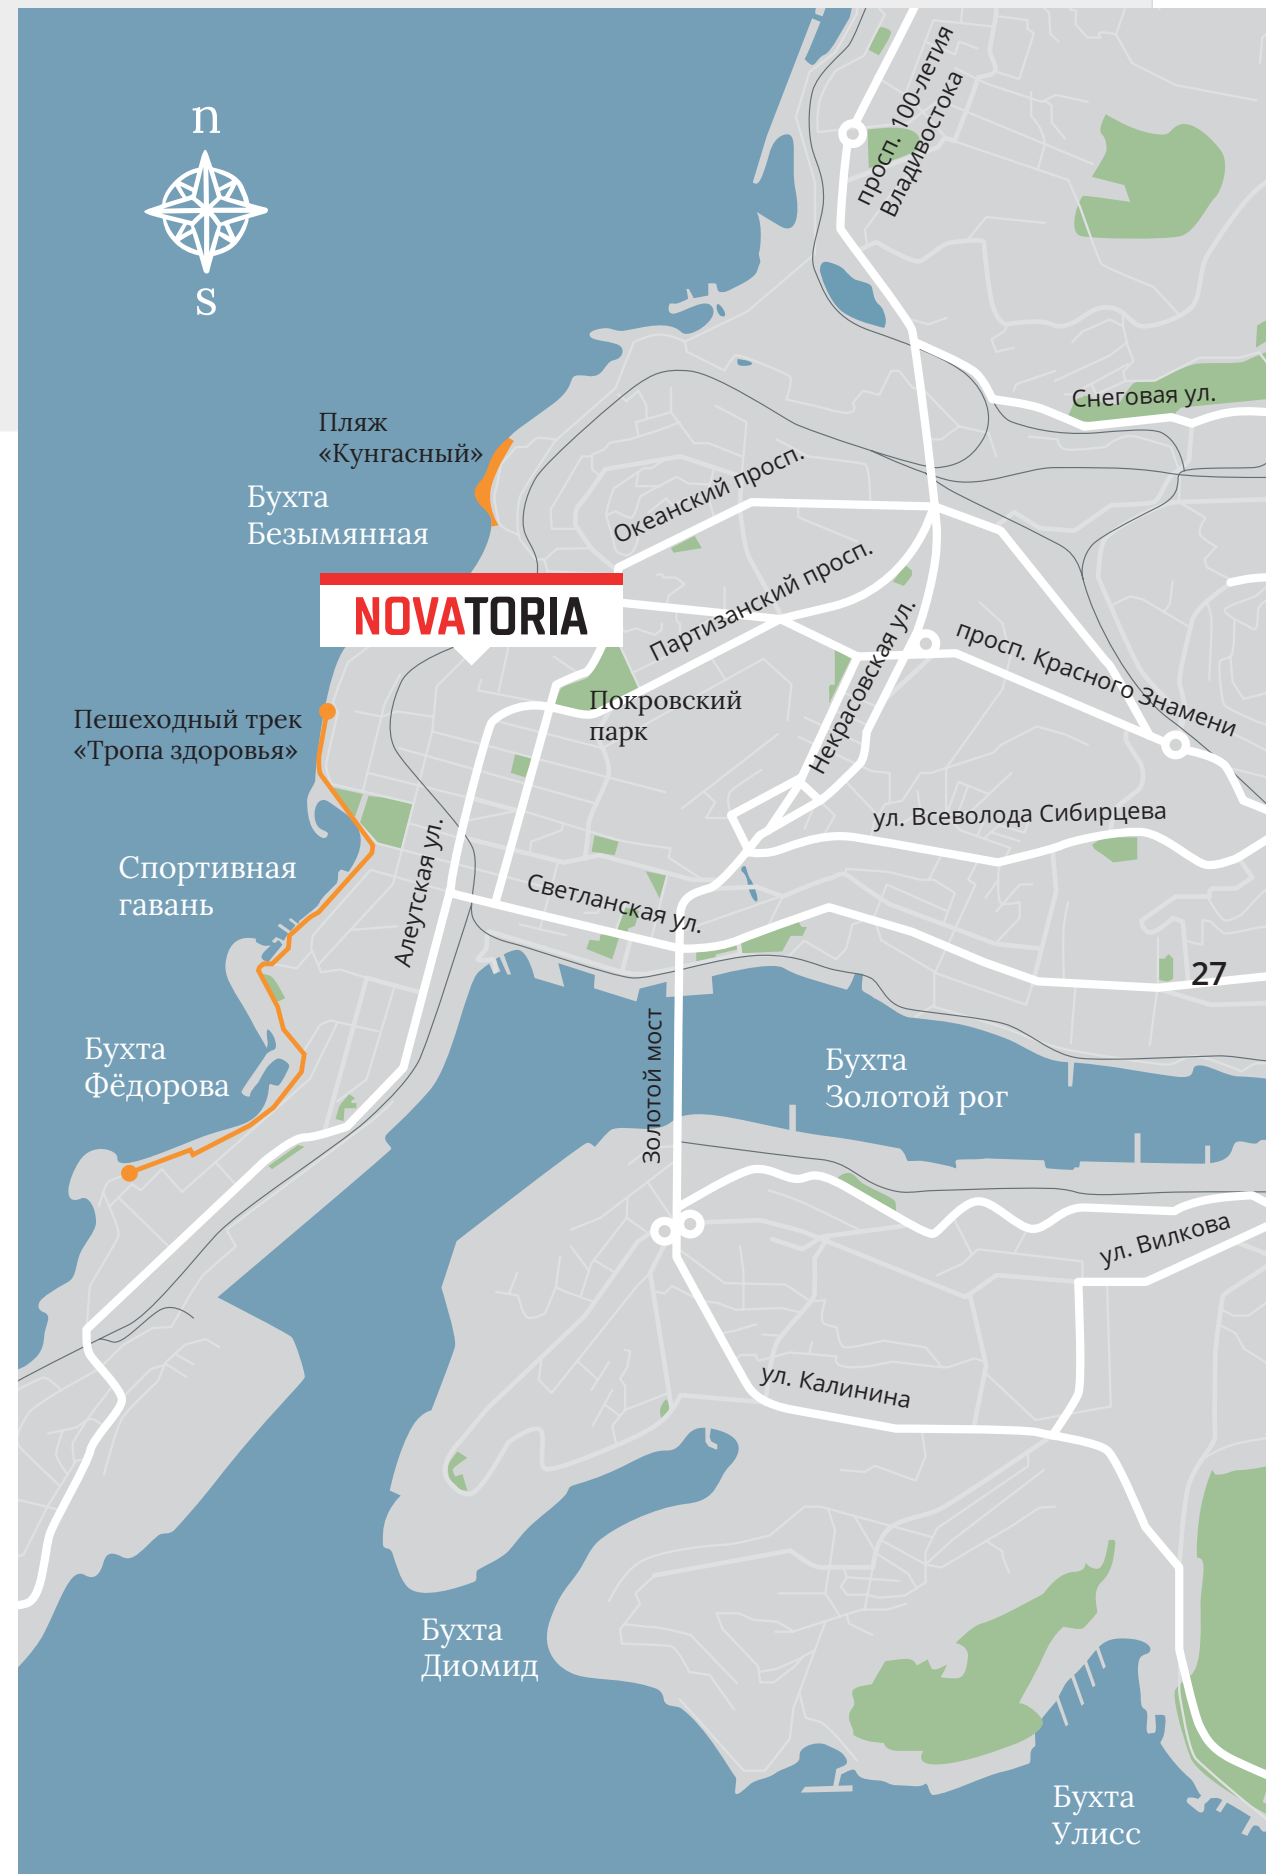 просп. 100-летия
Владивостока
n
s
Снеговая ул.
Пляж
«Кунгасный»
Бухта
Безымянная
Океанский просп.
Партизанский просп.
NOVATORIA
Некрасовская ул.
просп. Красного Знамени
Покровский
парк
Пешеходный трек
«Тропа здоровья»
ул. Всеволода Сибирцева
Алеутская ул.
Спортивная
гавань
Светланская ул.
27
Золотой мост
Бухта
Фёдорова
Бухта
Золотой рог
ул. Вилкова
ул. Калинина
Бухта
Диомид
Бухта
Улисс